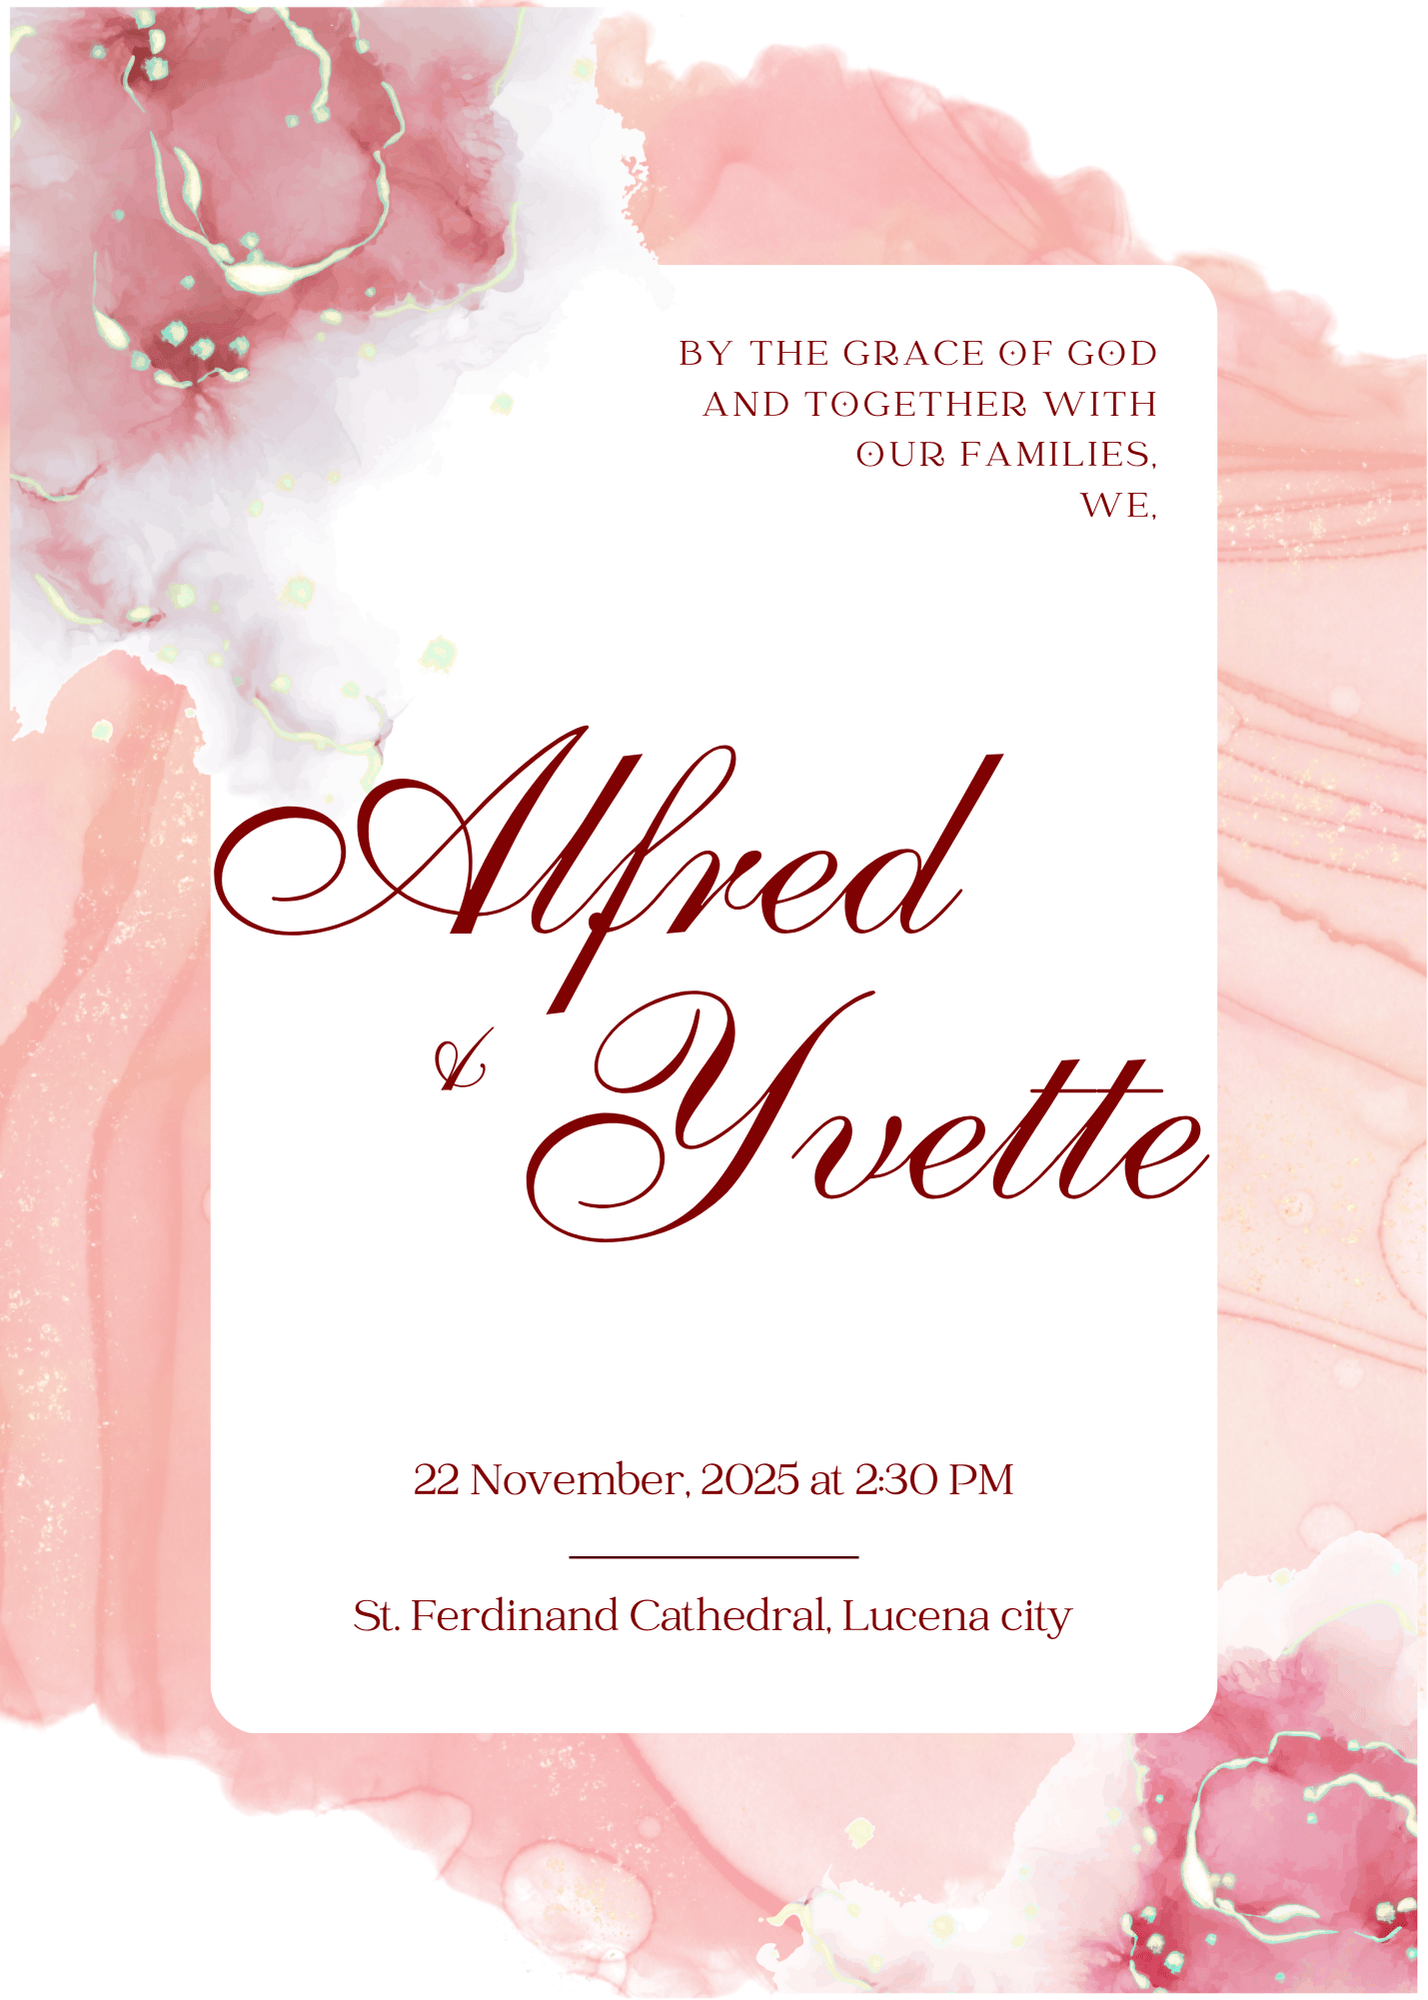 BY THE GRACE OF GOD
AND TOGETHER WITH
OUR FAMILIES,
WE,
Alfred
& Yvette
22 November, 2025 at 2:30 PM
St. Ferdinand Cathedral, Lucena city